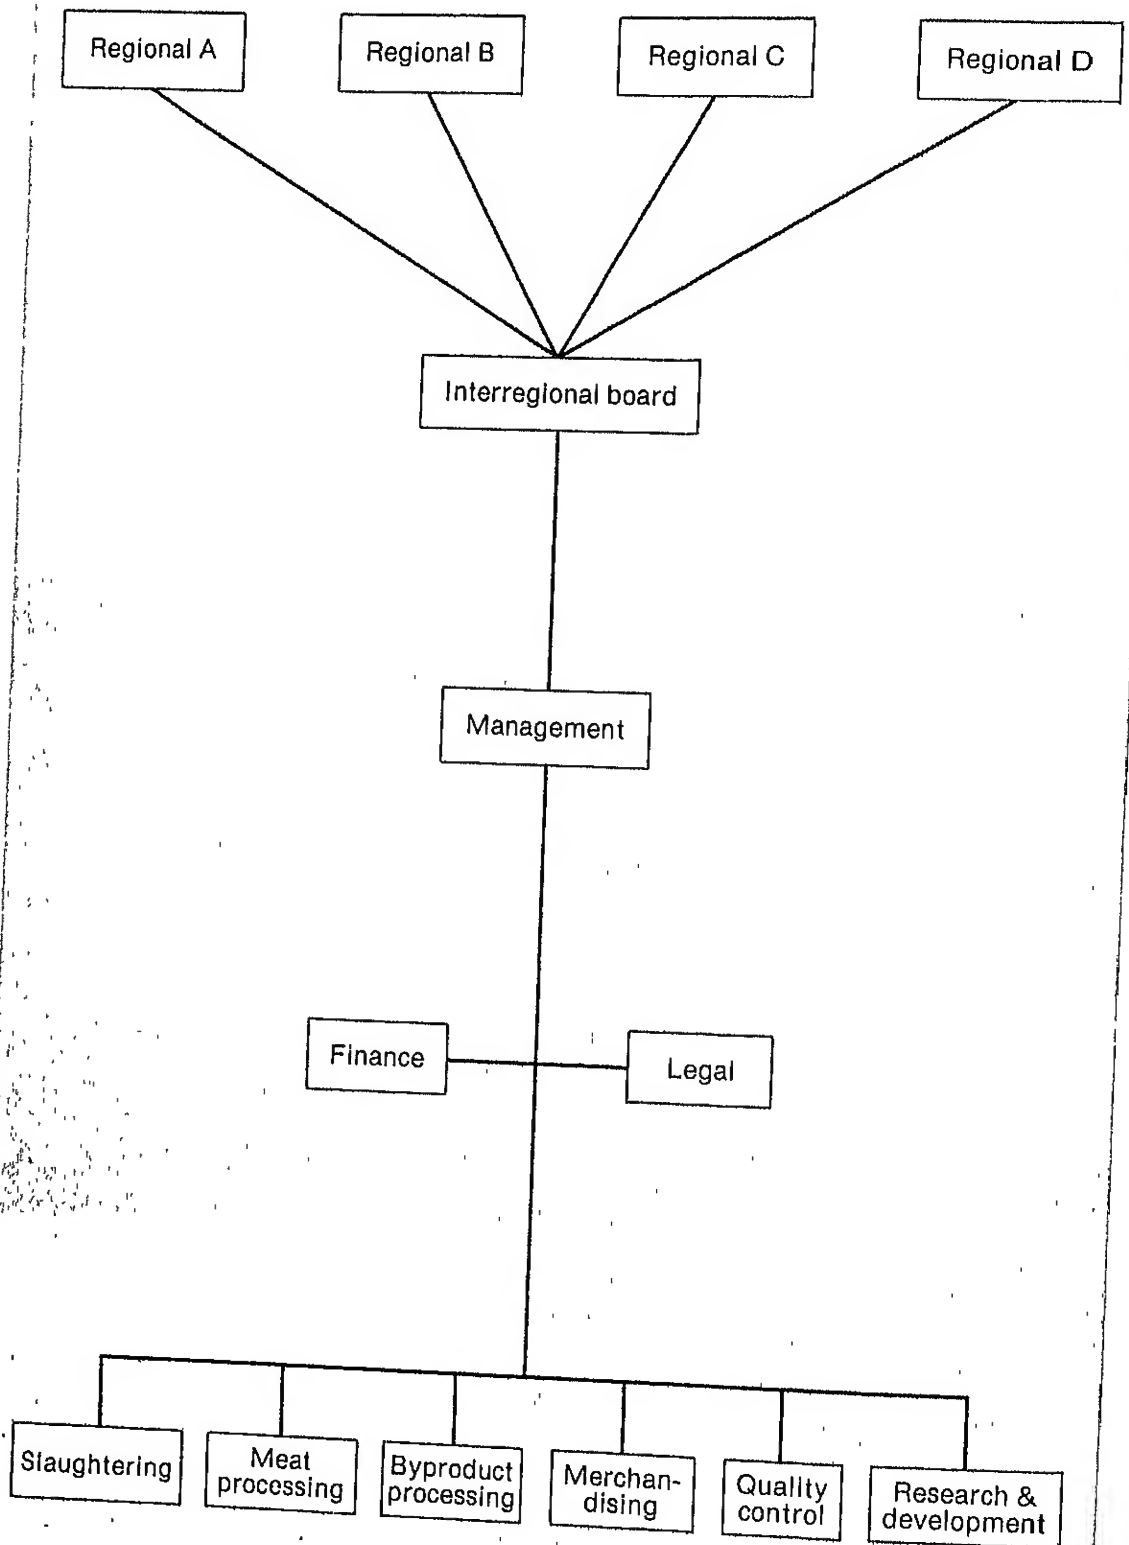 Regional A
Regional B
Regional C
Regional D
Interregional board
Management
Finance
Legal
Slaughtering
Meat
processing
Byproduct
processing
Merchan-
dising
Quality
control
Research &
development